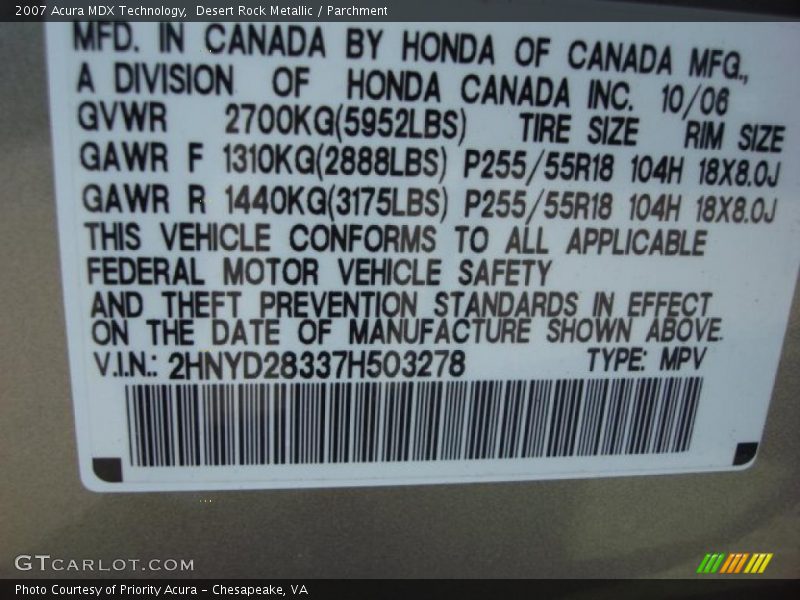 2007 Acura MDX Technology, Desert Rock Metallic / Parchment
MFD. IN CANADA BY HONDA OF CANADA MFG.,
A DIVISION OF HONDA CANADA INC. 10/06
GVWR 2700KG(5952LBS) TIRE SIZE RIM SIZE
GAWR F 1310KG(2888LBS) P255/55R18 104H 18X8.0J
GAWR R 1440KG(3175LBS) P255/55R18 104H 18X8.0J
THIS VEHICLE CONFORMS TO ALL APPLICABLE
FEDERAL MOTOR VEHICLE SAFETY
AND THEFT PREVENTION STANDARDS IN EFFECT
ON THE DATE OF MANUFACTURE SHOWN ABOVE.
V.I.N.: 2HNYD28337H503278 TYPE: MPV
GTCARLOT.COM
Photo Courtesy of Priority Acura - Chesapeake, VA